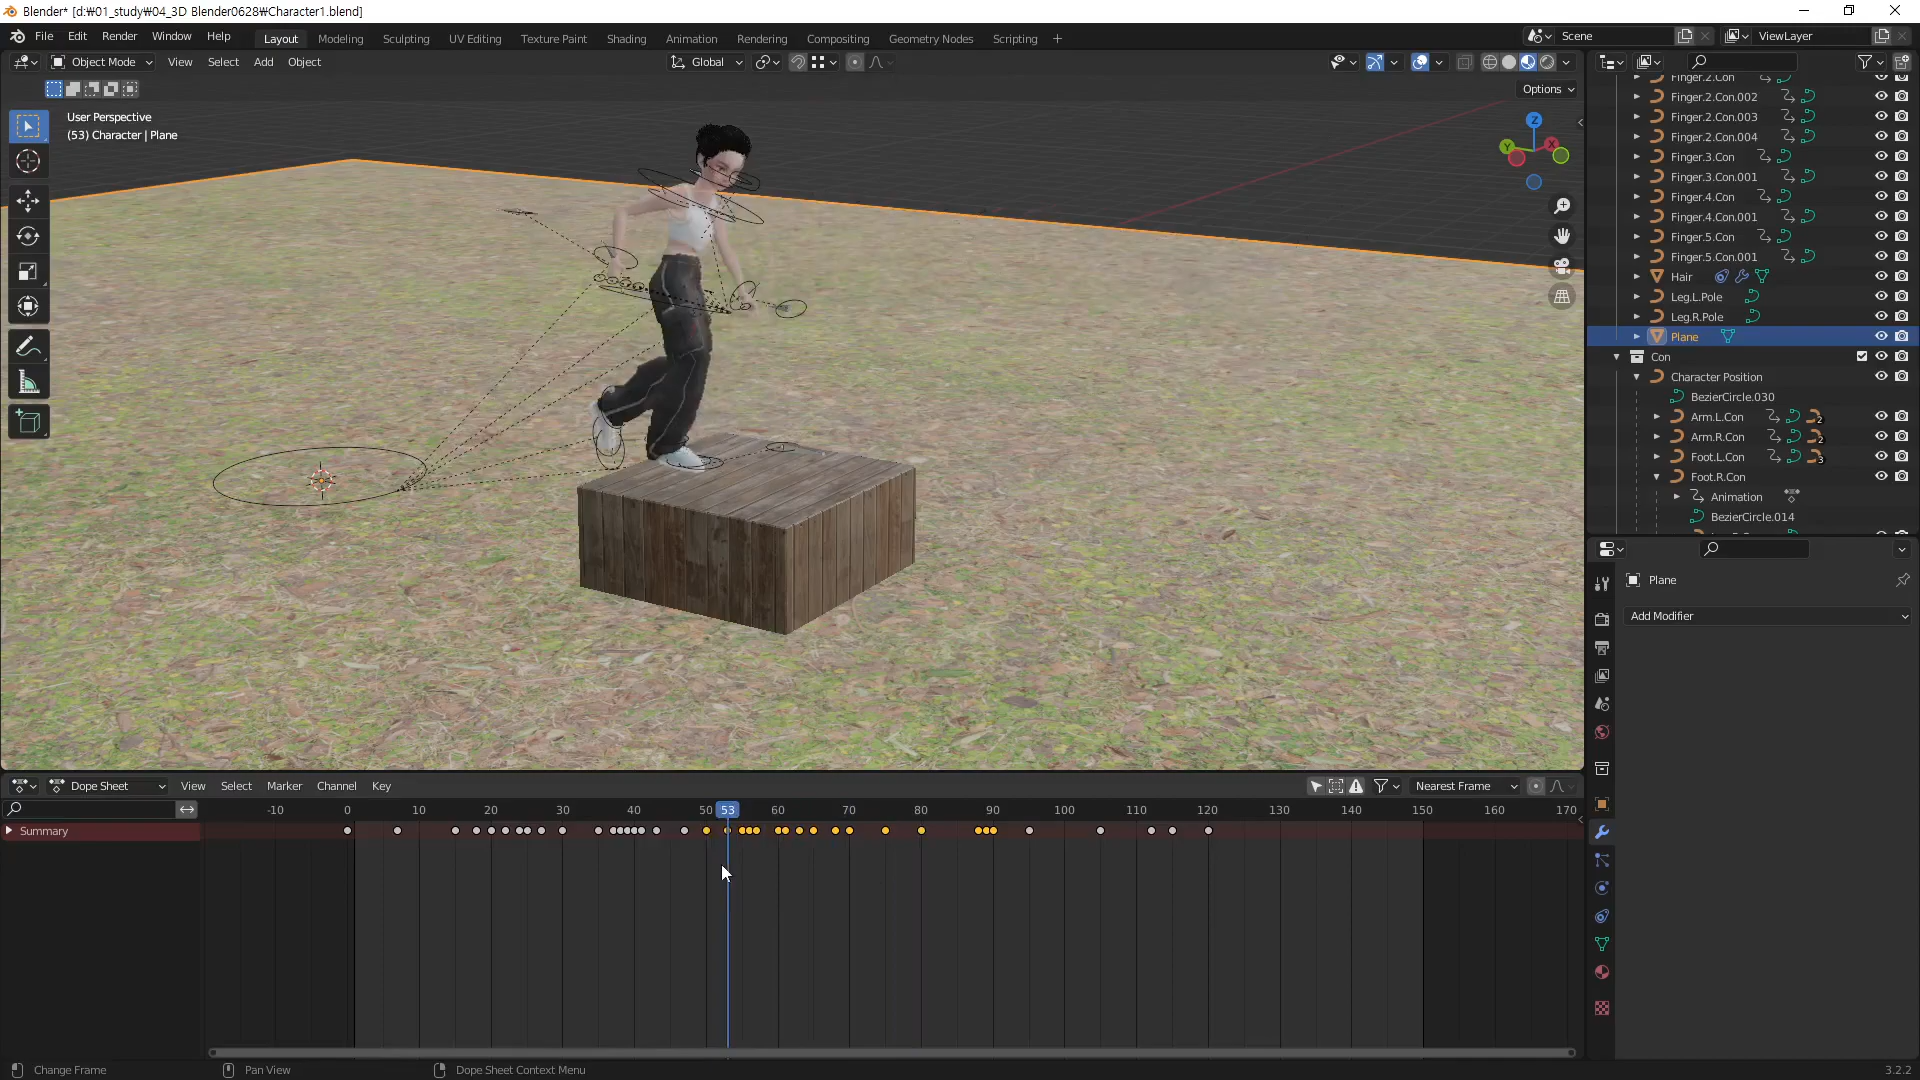 Blender* [d:₩01_study₩04_3D Blender0628₩Character1.blend]
File Edit Render Window Help Layout Modeling Sculpting UV Editing Texture Paint Shading Animation Rendering Compositing Geometry Nodes Scripting + Scene ViewLayer
Object Mode View Select Add Object Global
Options
User Perspective
(53) Character | Plane
Z
Y
X
Finger.2.Con
Finger.2.Con.002
Finger.2.Con.003
Finger.2.Con.004
Finger.3.Con
Finger.3.Con.001
Finger.4.Con
Finger.4.Con.001
Finger.5.Con
Finger.5.Con.001
Hair
Leg.L.Pole
Leg.R.Pole
Plane
Con
Character Position
BezierCircle.030
Arm.L.Con 2
Arm.R.Con 2
Foot.L.Con 3
Foot.R.Con
Animation
BezierCircle.014
Plane
Add Modifier
Dope Sheet View Select Marker Channel Key Nearest Frame
-10 0 10 20 30 40 50 53 60 70 80 90 100 110 120 130 140 150 160 170
Summary
Change Frame Pan View Dope Sheet Context Menu 3.2.2